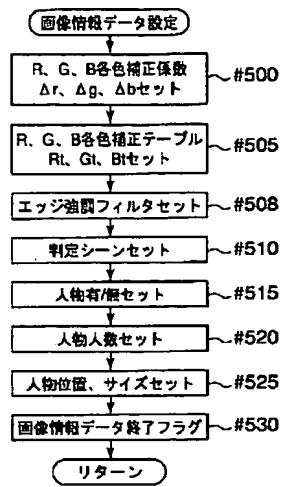 画像情報データ設定
R、G、B各色補正係数
Δr、Δg、Δbセット
#500
R、G、B各色補正テーブル
Rt、Gt、Btセット
#505
エッジ強調フィルタセット
#508
判定シーンセット
#510
人物有/無セット
#515
人物人数セット
#520
人物位置、サイズセット
#525
画像情報データ終了フラグ
#530
リターン